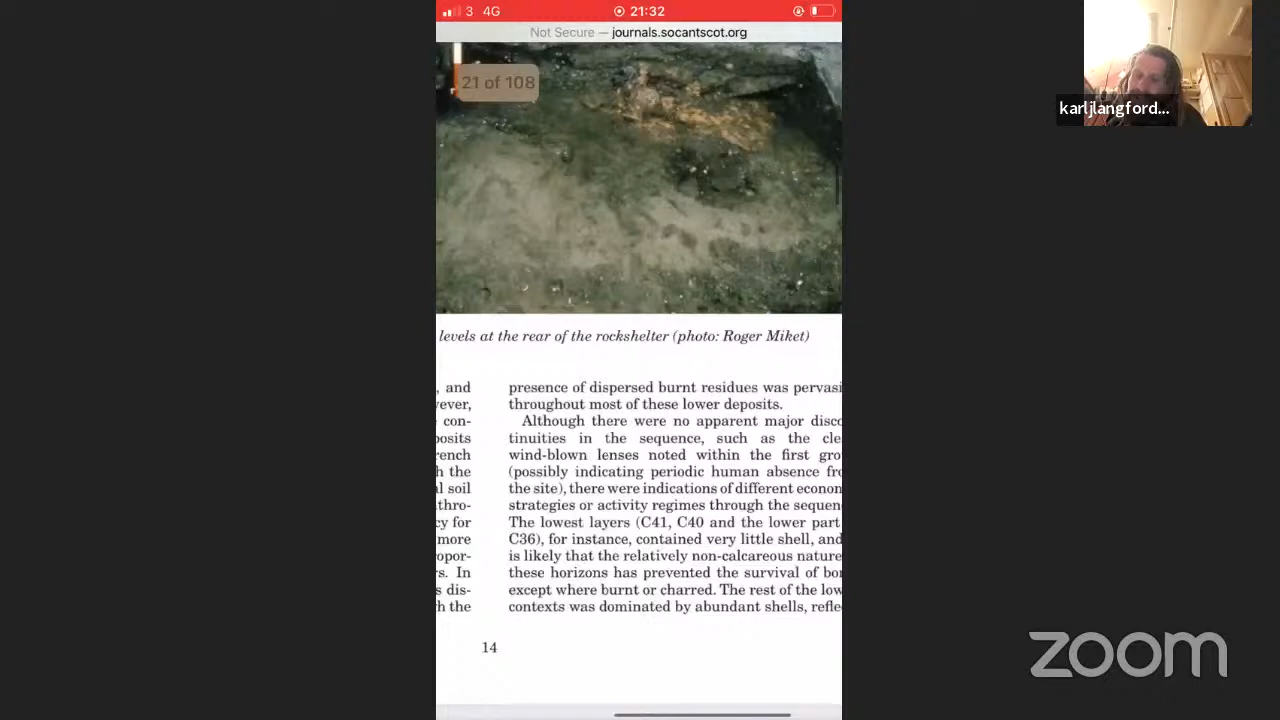 3 4G 21:32
Not Secure — journals.socantscot.org
21 of 108
karljlangford...
levels at the rear of the rockshelter (photo: Roger Miket)
, and
vever,
con-
posits
rench
h the
l soil
thro-
cy for
more
opor-
s. In
s dis-
h the
presence of dispersed burnt residues was pervasi
throughout most of these lower deposits.
Although there were no apparent major disco
tinuities in the sequence, such as the cle
wind-blown lenses noted within the first gro
(possibly indicating periodic human absence fro
the site), there were indications of different econom
strategies or activity regimes through the sequen
The lowest layers (C41, C40 and the lower part
C36), for instance, contained very little shell, and
is likely that the relatively non-calcareous nature
these horizons has prevented the survival of bon
except where burnt or charred. The rest of the low
contexts was dominated by abundant shells, refle
14
zoom